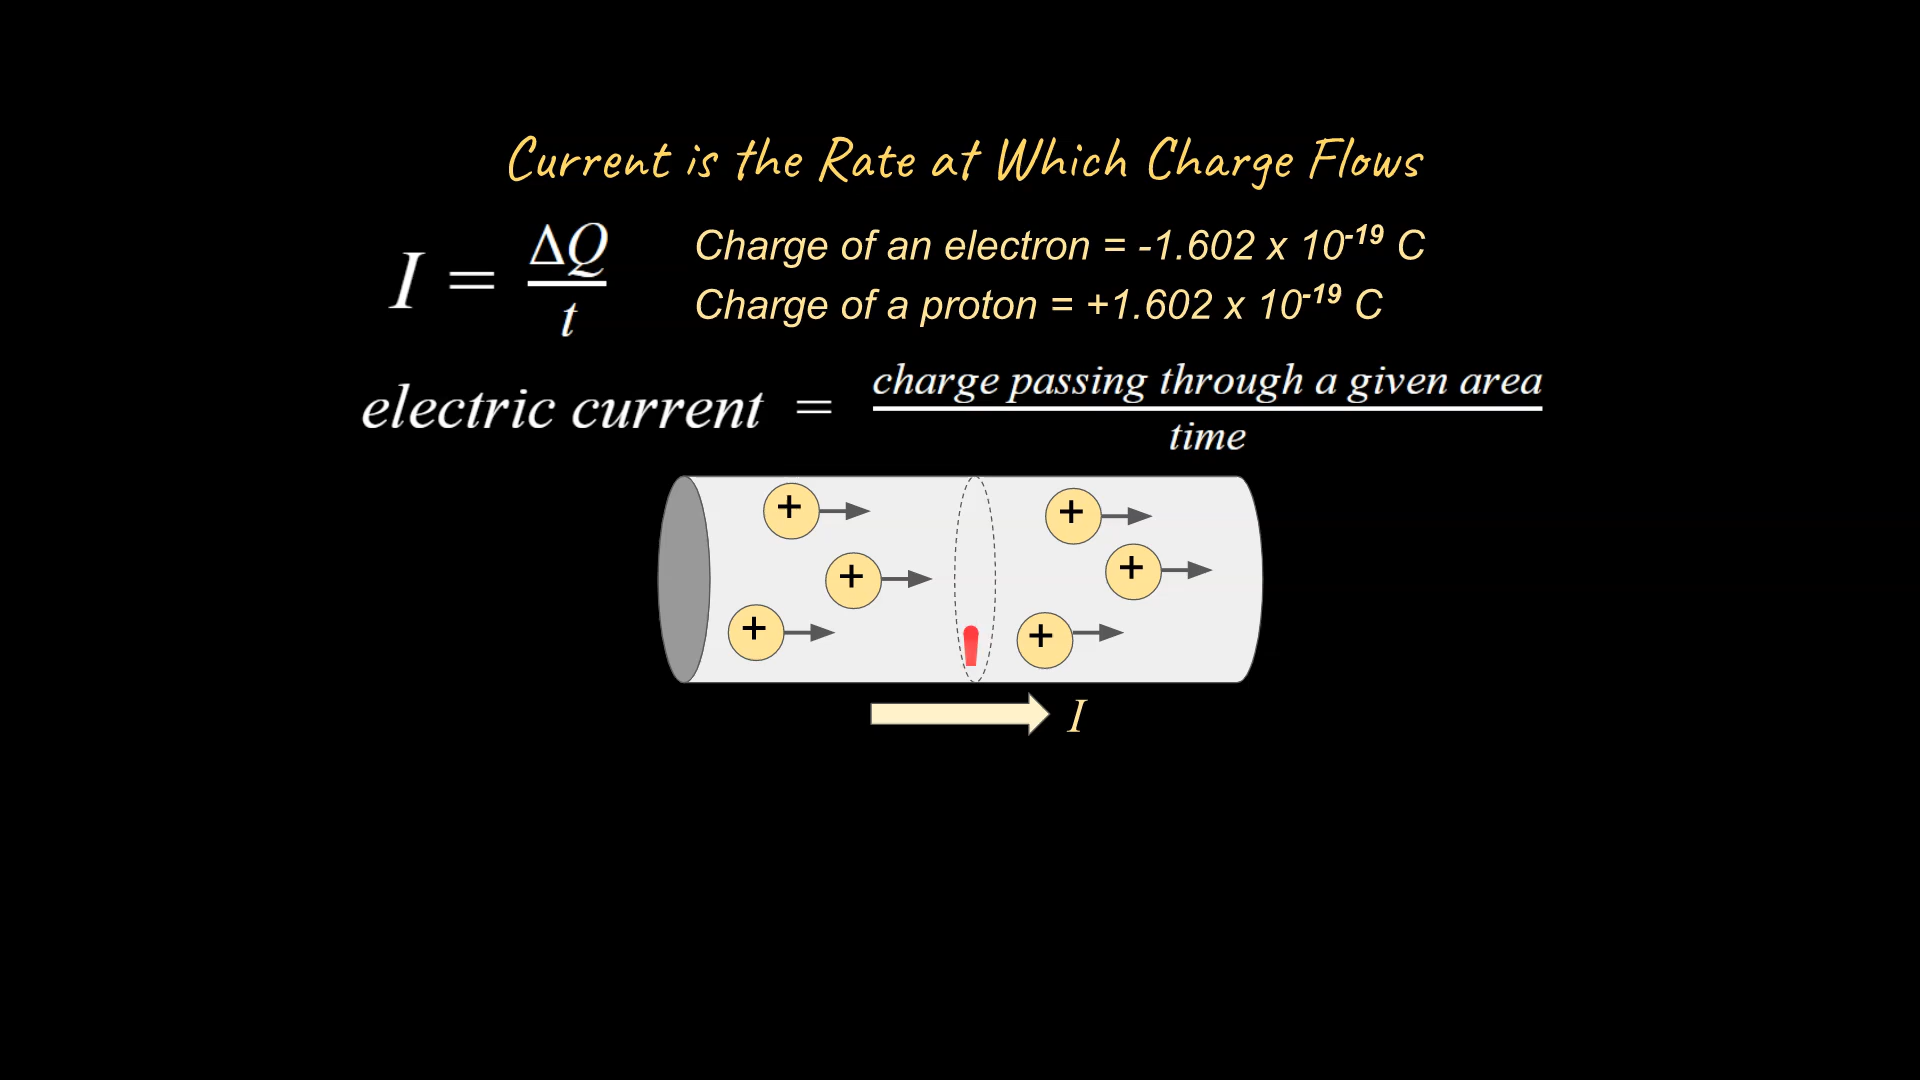 Current is the Rate at Which Charge Flows
I = ΔQ / t
Charge of an electron = -1.602 x 10⁻¹⁹ C
Charge of a proton = +1.602 x 10⁻¹⁹ C
electric current = charge passing through a given area / time
+ +
+ +
+ +
I